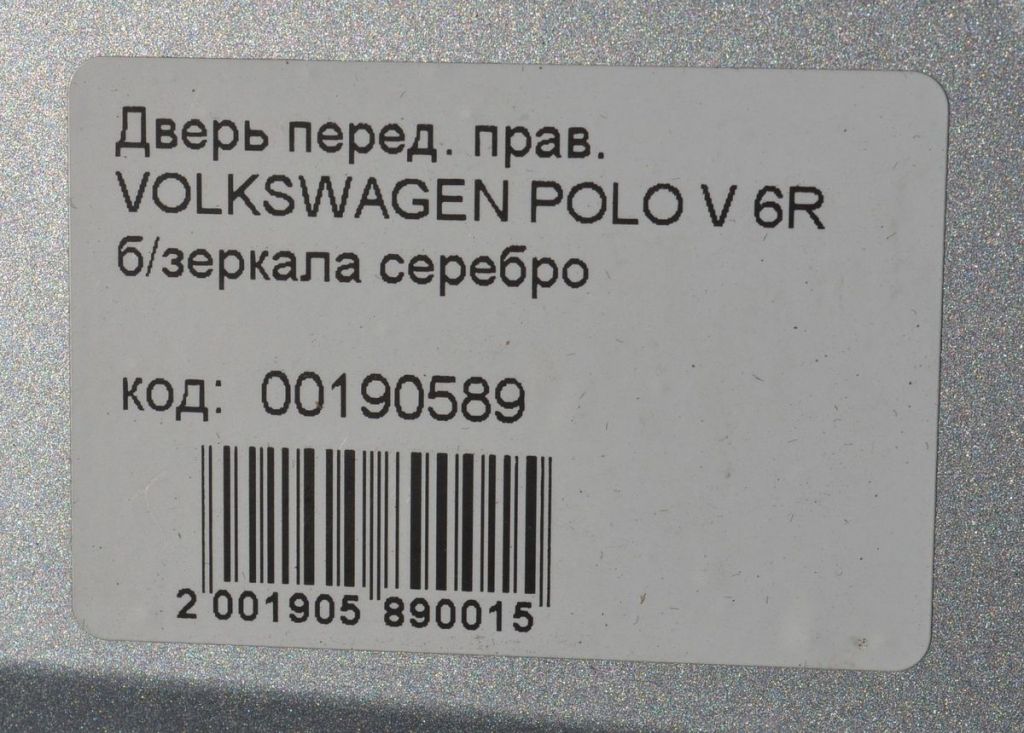 Дверь перед. прав.
VOLKSWAGEN POLO V 6R
б/зеркала серебро
код: 00190589
2 001905 890015